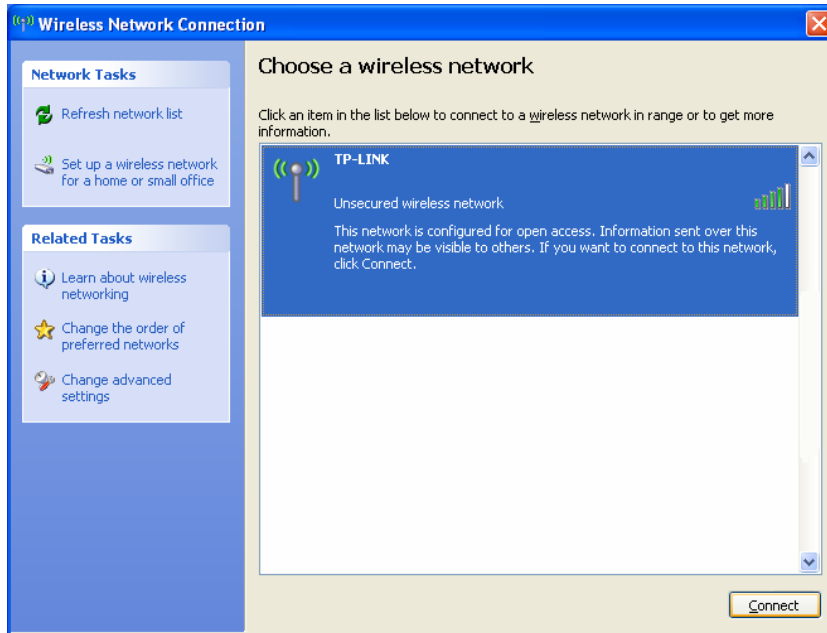 Wireless Network Connection
Network Tasks
Refresh network list
Set up a wireless network
for a home or small office
Related Tasks
Learn about wireless
networking
Change the order of
preferred networks
Change advanced
settings
Choose a wireless network
Click an item in the list below to connect to a wireless network in range or to get more
information.
TP-LINK
Unsecured wireless network
This network is configured for open access. Information sent over this
network may be visible to others. If you want to connect to this network,
click Connect.
Connect